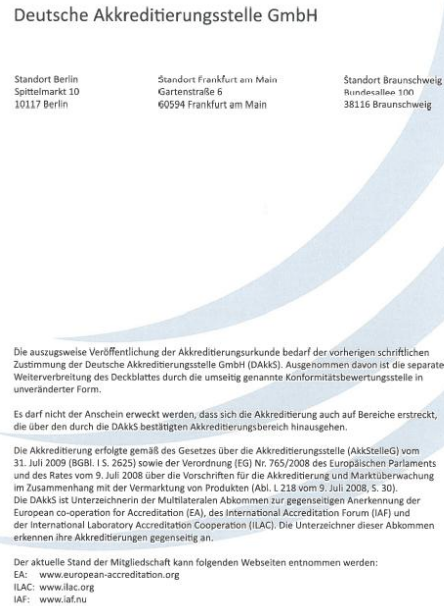 Deutsche Akkreditierungsstelle GmbH
Standort Berlin
Spittelmarkt 10
10117 Berlin
Standort Frankfurt am Main
Gartenstraße 6
60594 Frankfurt am Main
Standort Braunschweig
Bundesallee 100
38116 Braunschweig
Die auszugsweise Veröffentlichung der Akkreditierungsurkunde bedarf der vorherigen schriftlichen
Zustimmung der Deutsche Akkreditierungsstelle GmbH (DAkkS). Ausgenommen davon ist die separate
Weiterverbreitung des Deckblattes durch die umseitig genannte Konformitätsbewertungsstelle in
unveränderter Form.
Es darf nicht der Anschein erweckt werden, dass sich die Akkreditierung auch auf Bereiche erstreckt,
die über den durch die DAkkS bestätigten Akkreditierungsbereich hinausgehen.
Die Akkreditierung erfolgte gemäß des Gesetzes über die Akkreditierungsstelle (AkkStelleG) vom
31. Juli 2009 (BGBl. I S. 2625) sowie der Verordnung (EG) Nr. 765/2008 des Europäischen Parlaments
und des Rates vom 9. Juli 2008 über die Vorschriften für die Akkreditierung und Marktüberwachung
im Zusammenhang mit der Vermarktung von Produkten (Abl. L 218 vom 9. Juli 2008, S. 30).
Die DAkkS ist Unterzeichnerin der Multilateralen Abkommen zur gegenseitigen Anerkennung der
European co-operation for Accreditation (EA), des International Accreditation Forum (IAF) und
der International Laboratory Accreditation Cooperation (ILAC). Die Unterzeichner dieser Abkommen
erkennen ihre Akkreditierungen gegenseitig an.
Der aktuelle Stand der Mitgliedschaft kann folgenden Webseiten entnommen werden:
EA: www.european-accreditation.org
ILAC: www.ilac.org
IAF: www.iaf.nu